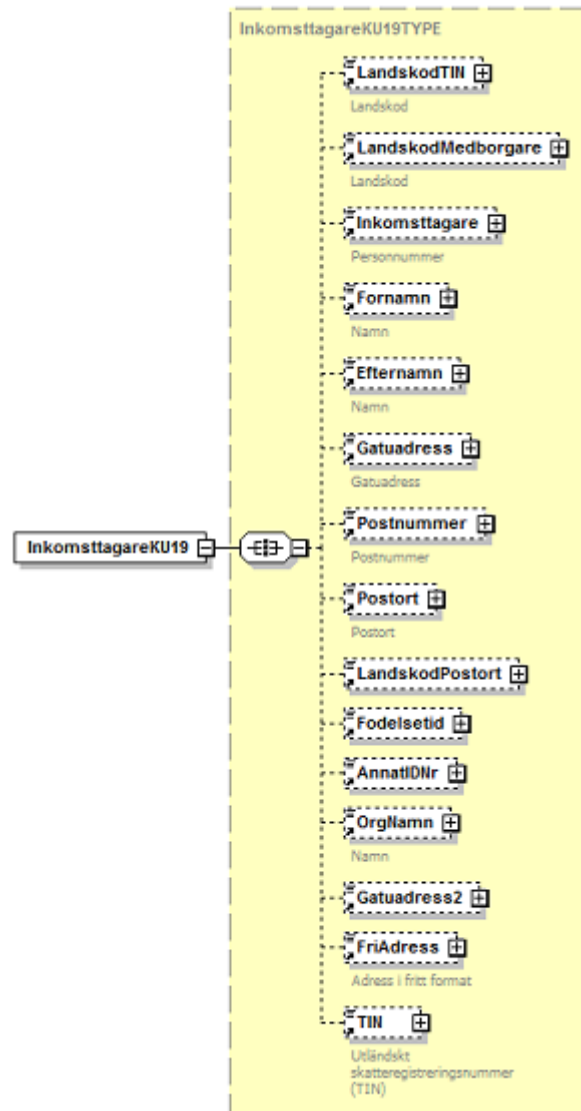 InkomsttagareKU19TYPE
LandskodTIN
Landskod
LandskodMedborgare
Landskod
Inkomsttagare
Personnummer
Fornamn
Namn
Efternamn
Namn
Gatuadress
Gatuadress
Postnummer
Postnummer
InkomsttagareKU19
Postort
Postort
LandskodPostort
Fodelsetid
AnnatIDNr
OrgNamn
Namn
Gatuadress2
FriAdress
Adress i fritt format
TIN
Utländskt
skatteregistreringsnummer
(TIN)